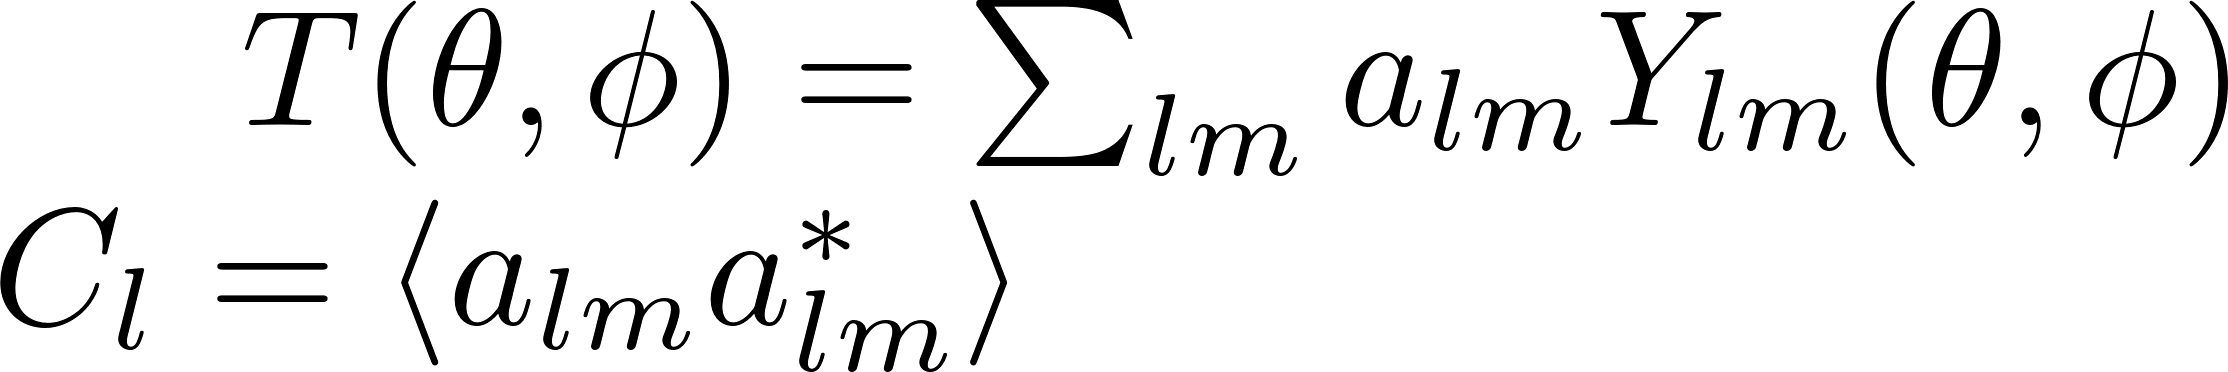 T(θ, ϕ) = ∑_{lm} a_{lm} Y_{lm}(θ, ϕ)
C_l = ⟨a_{lm} a^*_{lm}⟩